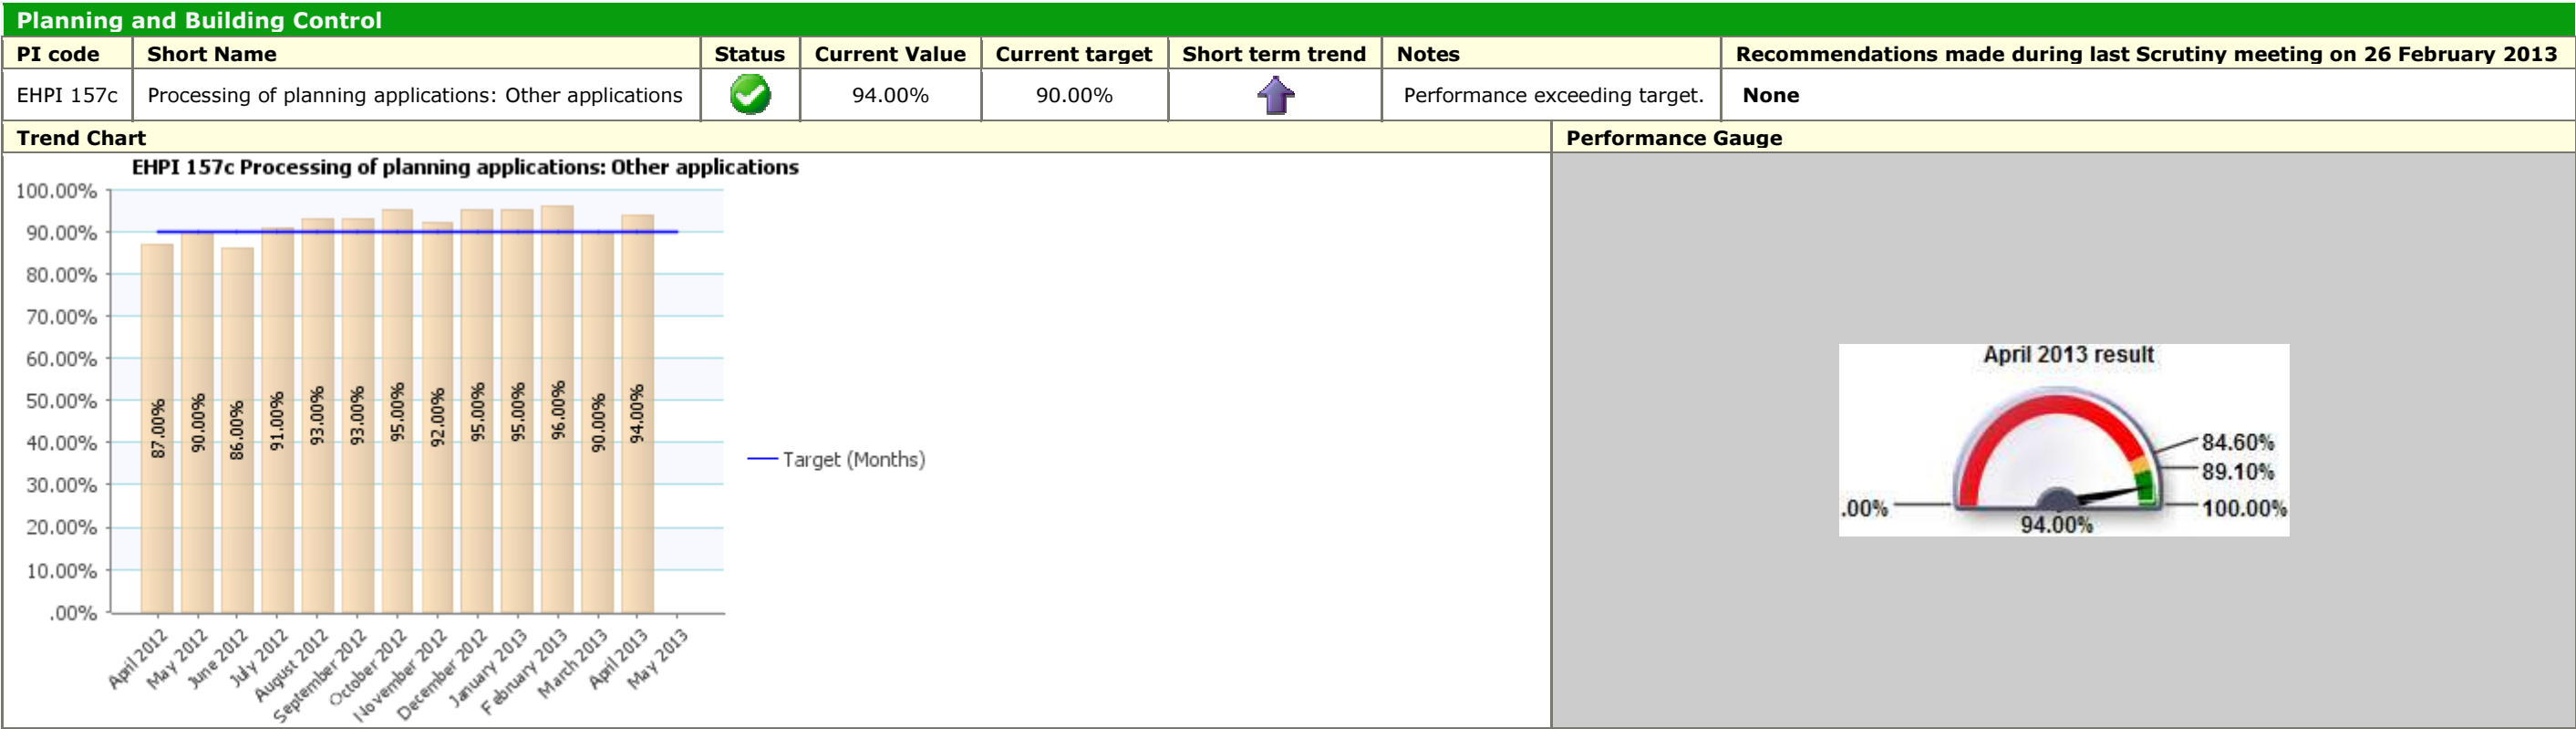 Planning and Building Control
PI code Short Name Status Current Value Current target Short term trend Notes Recommendations made during last Scrutiny meeting on 26 February 2013
EHPI 157c Processing of planning applications: Other applications 94.00% 90.00% Performance exceeding target. None
Trend Chart Performance Gauge
EHPI 157c Processing of planning applications: Other applications
100.00%
90.00%
80.00%
70.00%
60.00%
50.00%
40.00%
30.00%
20.00%
10.00%
.00%
87.00%
90.00%
86.00%
91.00%
93.00%
93.00%
95.00%
92.00%
95.00%
95.00%
96.00%
90.00%
94.00%
April 2012
May 2012
June 2012
July 2012
August 2012
September 2012
October 2012
November 2012
December 2012
January 2013
February 2013
March 2013
April 2013
May 2013
Target (Months)
April 2013 result
84.60%
89.10%
.00%
100.00%
94.00%